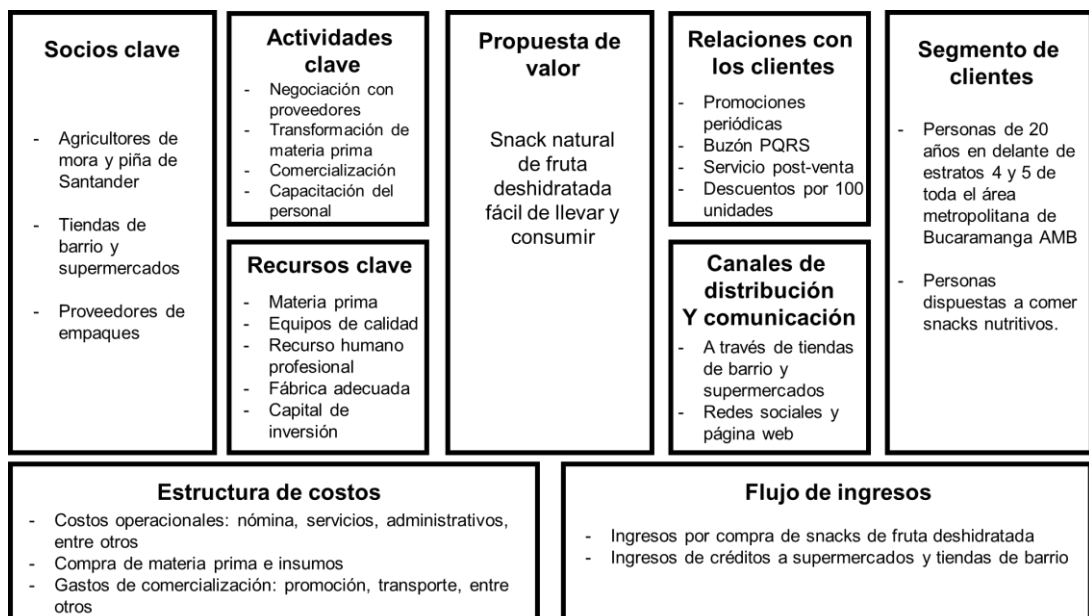 Socios clave
- Agricultores de
mora y piña de
Santander
- Tiendas de
barrio y
supermercados
- Proveedores de
empaques
Actividades
clave
- Negociación con
proveedores
- Transformación de
materia prima
- Comercialización
- Capacitación del
personal
Recursos clave
- Materia prima
- Equipos de calidad
- Recurso humano
profesional
- Fábrica adecuada
- Capital de
inversión
Propuesta de
valor
Snack natural
de fruta
deshidratada
fácil de llevar y
consumir
Relaciones con
los clientes
- Promociones
periódicas
- Buzón PQRS
- Servicio post-venta
- Descuentos por 100
unidades
Canales de
distribución
Y comunicación
- A través de tiendas
de barrio y
supermercados
- Redes sociales y
página web
Segmento de
clientes
- Personas de 20
años en delante de
estratos 4 y 5 de
toda el área
metropolitana de
Bucaramanga AMB
- Personas
dispuestas a comer
snacks nutritivos.
Estructura de costos
- Costos operacionales: nómina, servicios, administrativos,
entre otros
- Compra de materia prima e insumos
- Gastos de comercialización: promoción, transporte, entre
otros
Flujo de ingresos
- Ingresos por compra de snacks de fruta deshidratada
- Ingresos de créditos a supermercados y tiendas de barrio